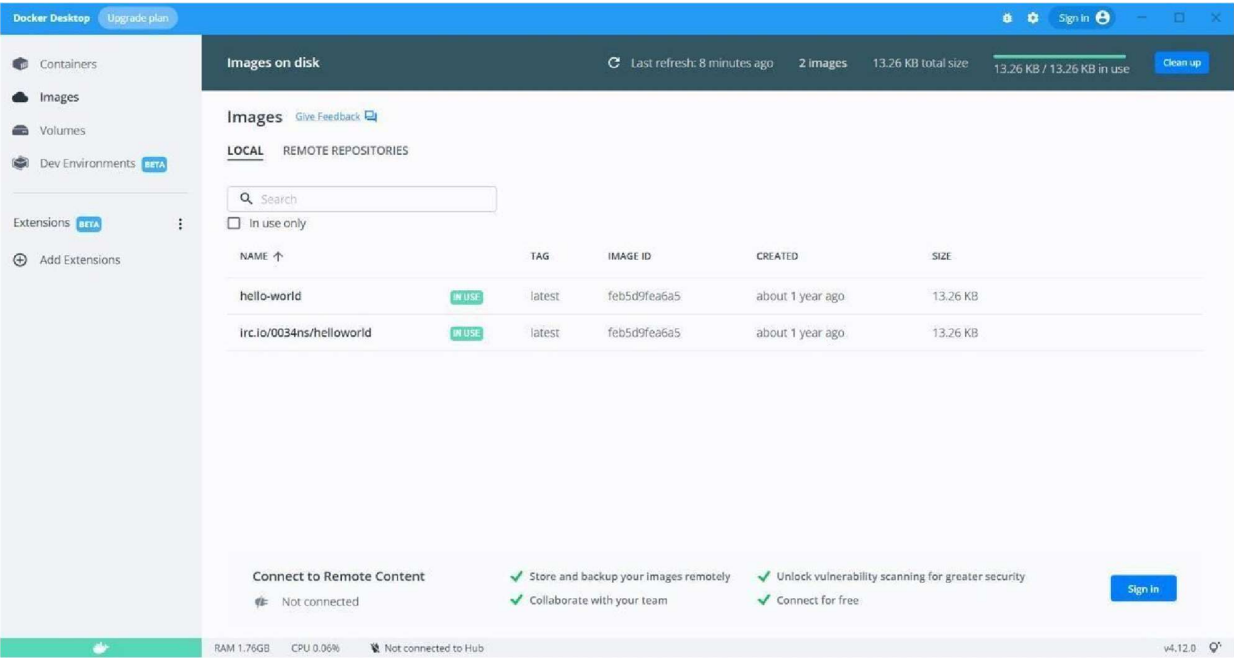 Docker Desktop Upgrade plan Sign in
Containers
Images
Volumes
Dev Environments BETA
Extensions BETA
Add Extensions
Images on disk Last refresh: 8 minutes ago 2 images 13.26 KB total size 13.26 KB / 13.26 KB in use Clean up
Images Give Feedback
LOCAL REMOTE REPOSITORIES
Search
In use only
NAME TAG IMAGE ID CREATED SIZE
hello-world IN USE latest feb5d9fea6a5 about 1 year ago 13.26 KB
irc.io/0034ns/helloworld IN USE latest feb5d9fea6a5 about 1 year ago 13.26 KB
Connect to Remote Content
Not connected
Store and backup your images remotely
Collaborate with your team
Unlock vulnerability scanning for greater security
Connect for free
Sign in
RAM 1.76GB CPU 0.06% Not connected to Hub v4.12.0